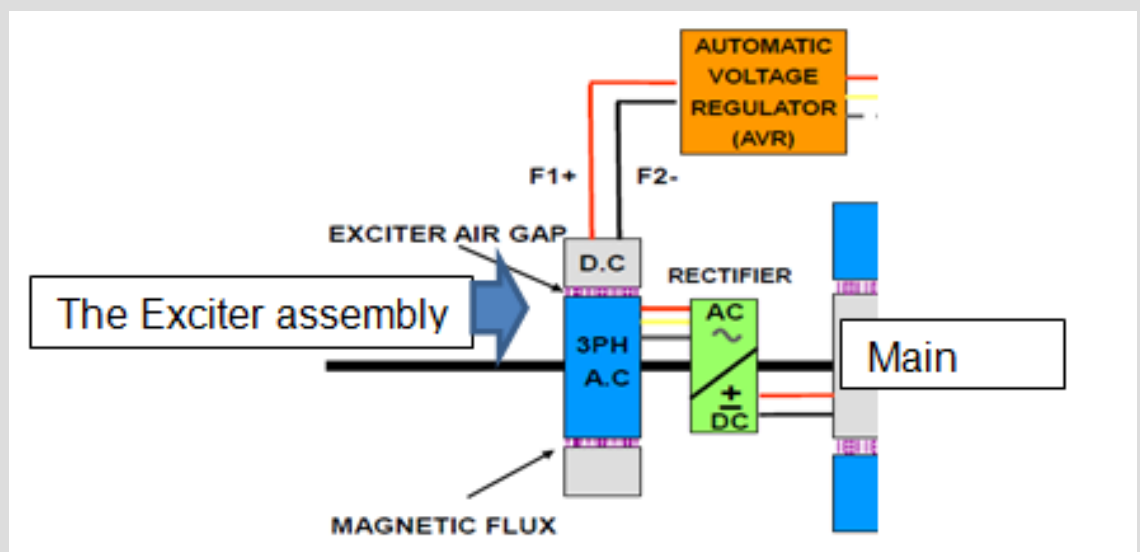 AUTOMATIC
VOLTAGE
REGULATOR
(AVR)
F1+ F2-
EXCITER AIR GAP
D.C
RECTIFIER
The Exciter assembly
AC
3PH
A.C
Main
+
DC
MAGNETIC FLUX